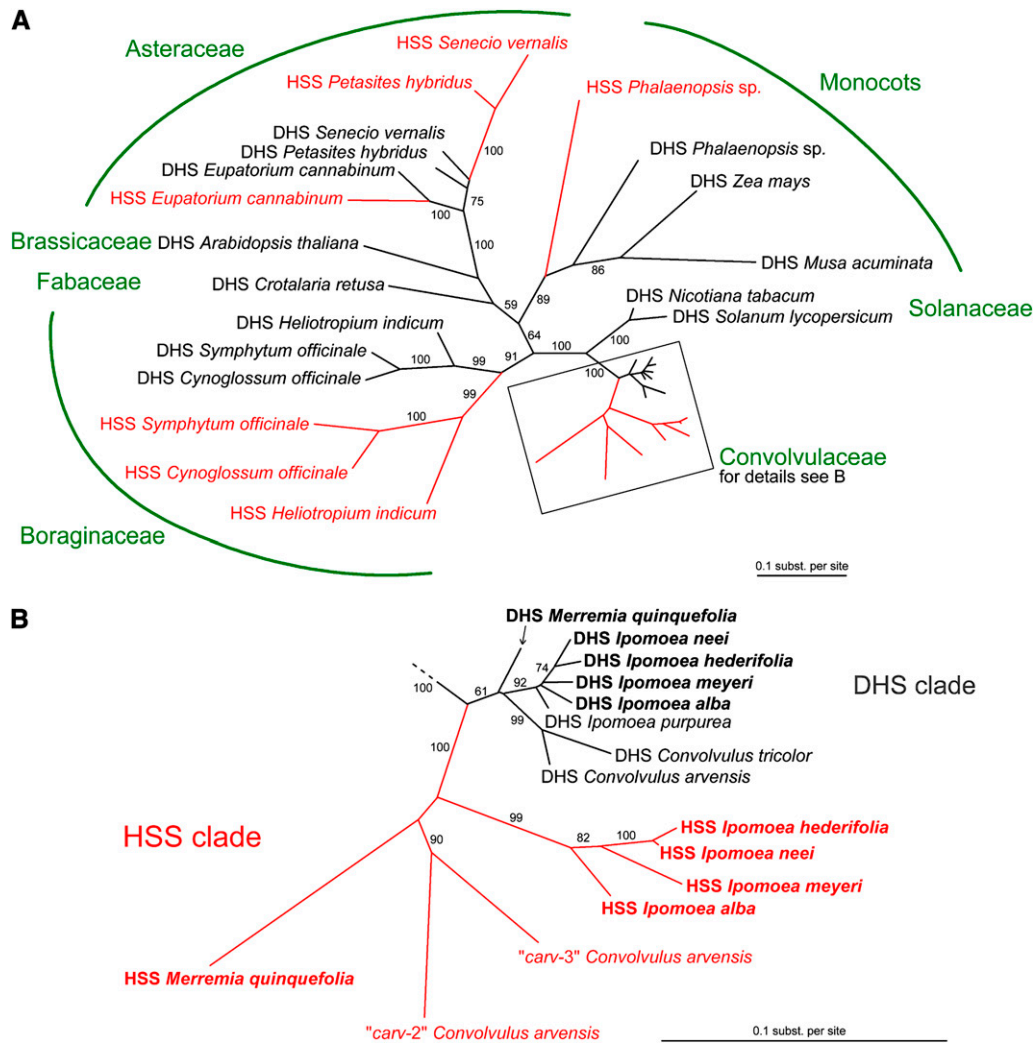 A
Asteraceae
HSS Senecio vernalis
HSS Petasites hybridus
HSS Phalaenopsis sp.
Monocots
DHS Senecio vernalis
DHS Petasites hybridus
DHS Eupatorium cannabinum
HSS Eupatorium cannabinum
100
75
100
100
DHS Phalaenopsis sp.
DHS Zea mays
Brassicaceae
DHS Arabidopsis thaliana
86
DHS Musa acuminata
Fabaceae
DHS Crotalaria retusa
59
89
DHS Nicotiana tabacum
Solanaceae
DHS Solanum lycopersicum
DHS Heliotropium indicum
64
100
100
DHS Symphytum officinale
100
99
91
DHS Cynoglossum officinale
100
99
HSS Symphytum officinale
100
HSS Cynoglossum officinale
Convolvulaceae
for details see B
HSS Heliotropium indicum
Boraginaceae
0.1 subst. per site
B
DHS Merremia quinquefolia
DHS Ipomoea neei
74
DHS Ipomoea hederifolia
DHS Ipomoea meyeri
DHS clade
100
61
92
DHS Ipomoea alba
DHS Ipomoea purpurea
99
DHS Convolvulus tricolor
100
DHS Convolvulus arvensis
HSS clade
99
82
100
HSS Ipomoea hederifolia
90
HSS Ipomoea neei
HSS Ipomoea meyeri
HSS Ipomoea alba
"carv-3" Convolvulus arvensis
HSS Merremia quinquefolia
"carv-2" Convolvulus arvensis
0.1 subst. per site